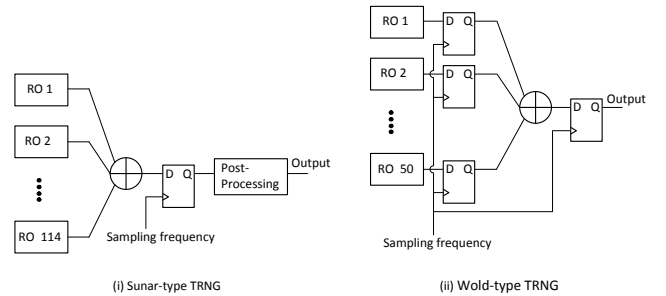 RO 1
RO 2
RO 114
D Q
Post-
Processing
Output
Sampling frequency
(i) Sunar-type TRNG
RO 1
D Q
RO 2
D Q
RO 50
D Q
D Q
Output
Sampling frequency
(ii) Wold-type TRNG